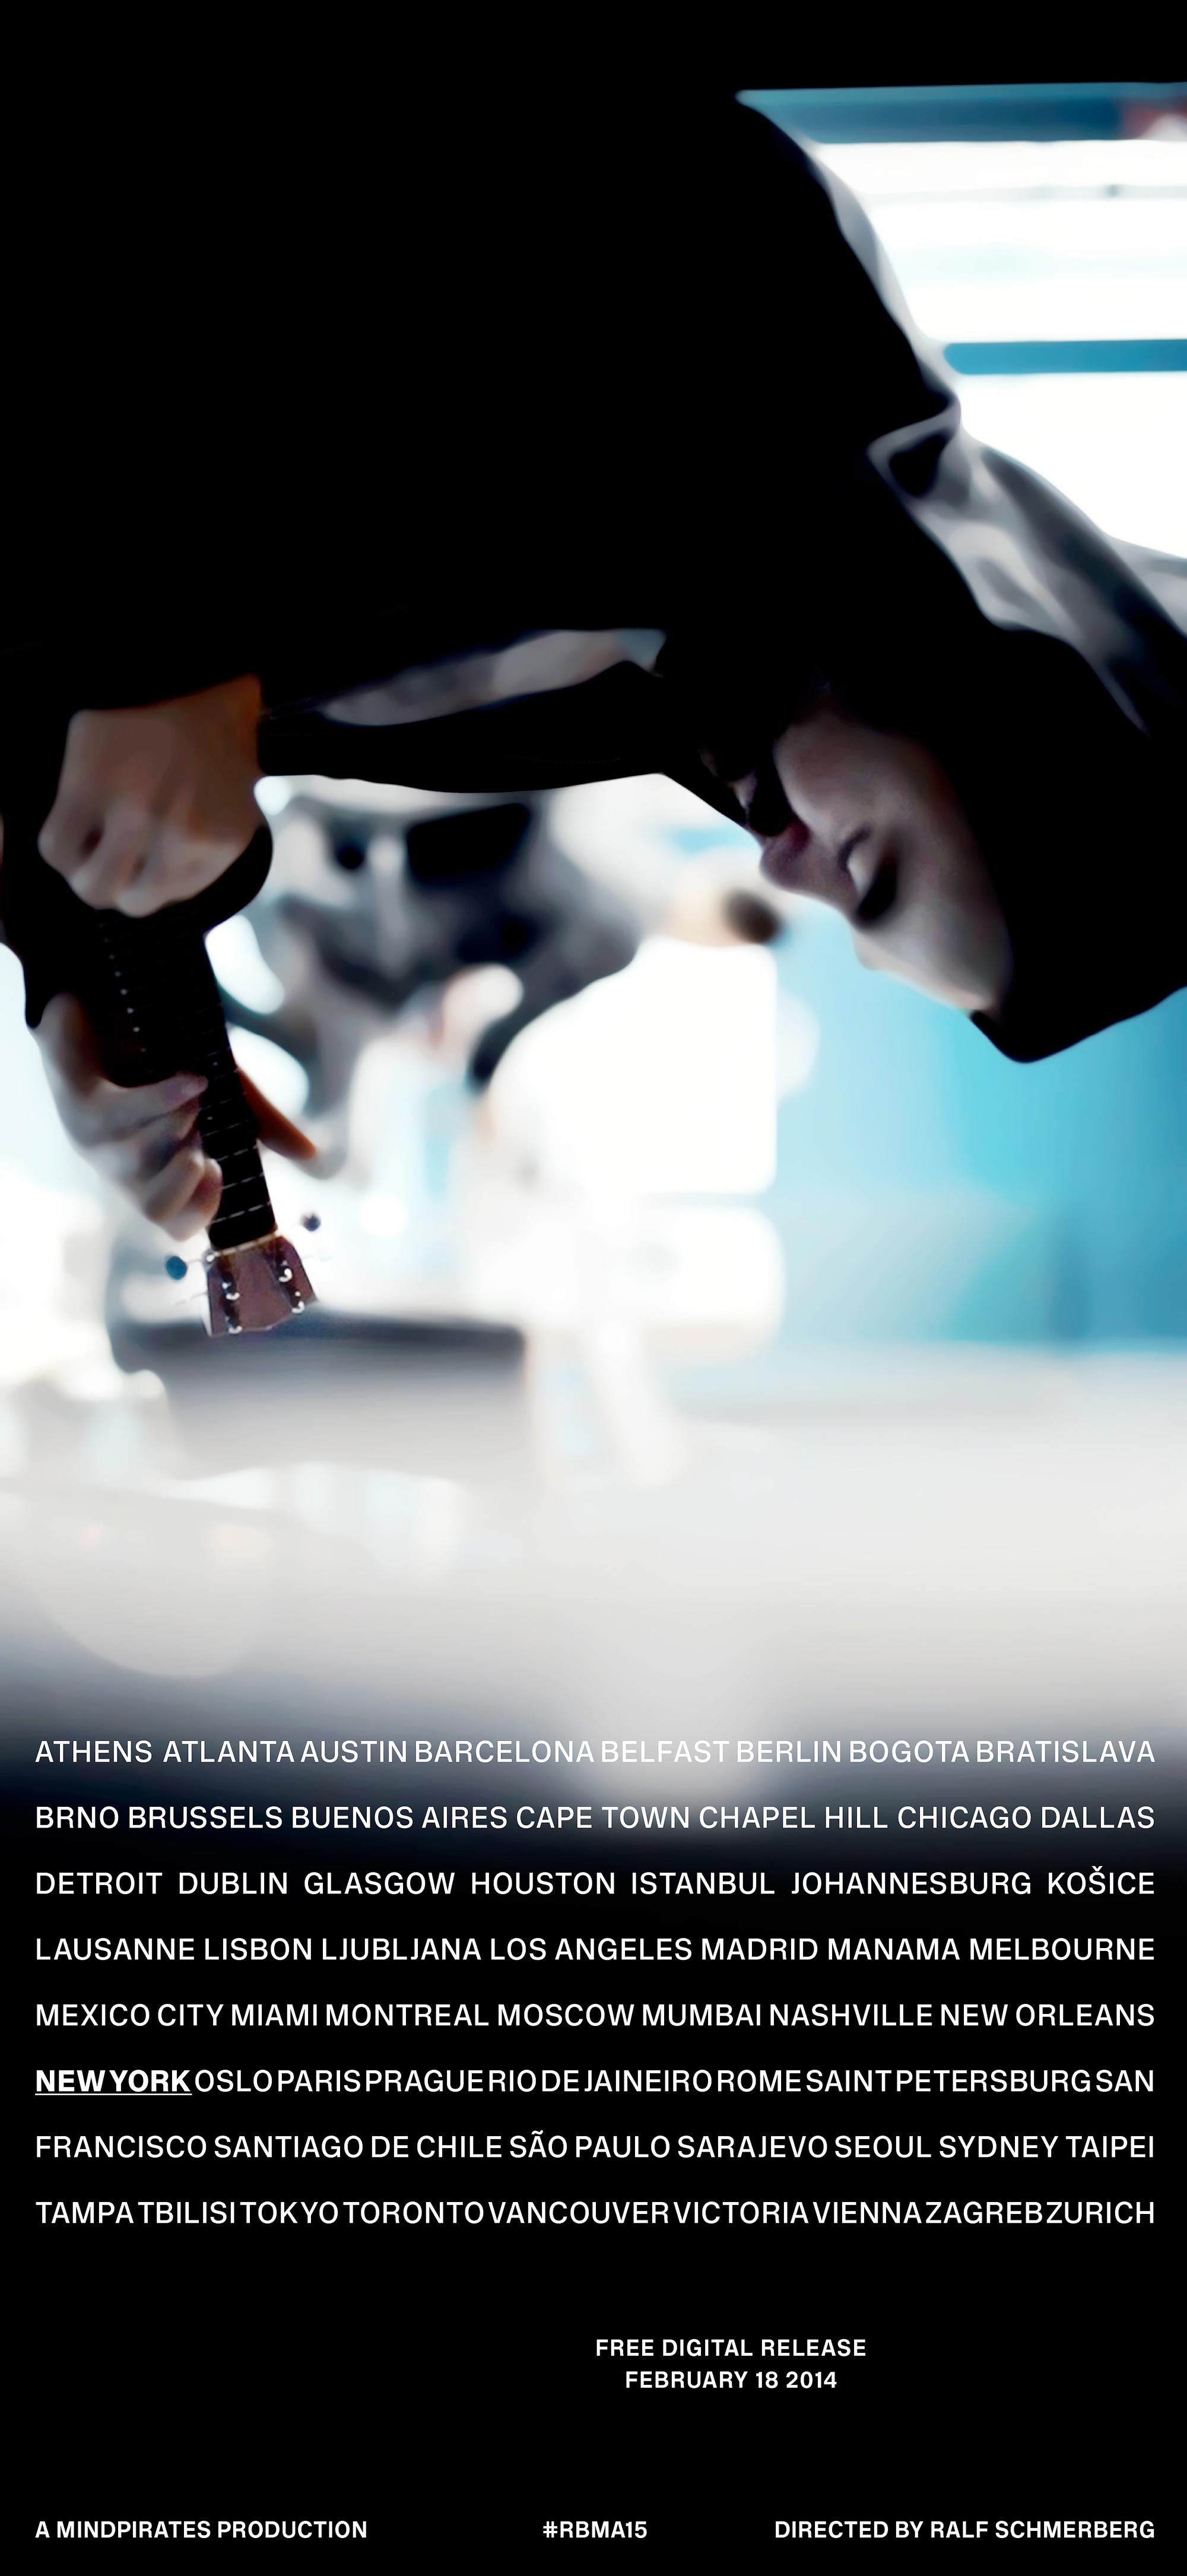 ATHENS ATLANTA AUSTIN BARCELONA BELFAST BERLIN BOGOTA BRATISLAVA
BRNO BRUSSELS BUENOS AIRES CAPE TOWN CHAPEL HILL CHICAGO DALLAS
DETROIT DUBLIN GLASGOW HOUSTON ISTANBUL JOHANNESBURG KOŠICE
LAUSANNE LISBON LJUBLJANA LOS ANGELES MADRID MANAMA MELBOURNE
MEXICO CITY MIAMI MONTREAL MOSCOW MUMBAI NASHVILLE NEW ORLEANS
NEW YORK OSLO PARIS PRAGUE RIO DE JAINEIRO ROME SAINT PETERSBURG SAN
FRANCISCO SANTIAGO DE CHILE SÃO PAULO SARAJEVO SEOUL SYDNEY TAIPEI
TAMPA TBILISI TOKYO TORONTO VANCOUVER VICTORIA VIENNA ZAGREB ZURICH
FREE DIGITAL RELEASE
FEBRUARY 18 2014
A MINDPIRATES PRODUCTION
#RBMA15
DIRECTED BY RALF SCHMERBERG